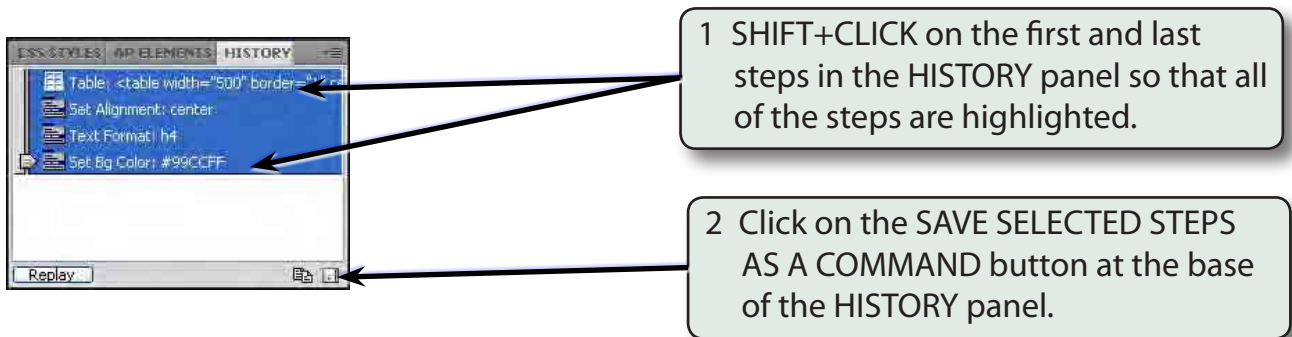 CSS STYLES AP ELEMENTS HISTORY
Table: <table width="500" border=
Set Alignment: center
Text Format: h4
Set Bg Color: #99CCFF
Replay
1 SHIFT+CLICK on the first and last
steps in the HISTORY panel so that all
of the steps are highlighted.
2 Click on the SAVE SELECTED STEPS
AS A COMMAND button at the base
of the HISTORY panel.